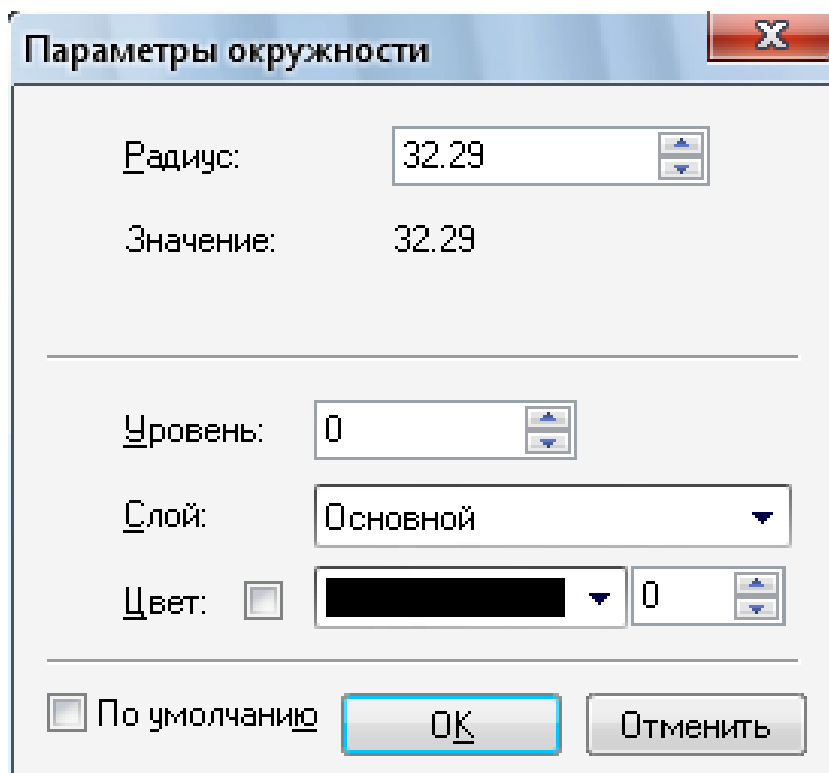 Параметры окружности
Радиус: 32.29
Значение: 32.29
Уровень: 0
Слой: Основной
Цвет: 0
По умолчанию OK Отменить